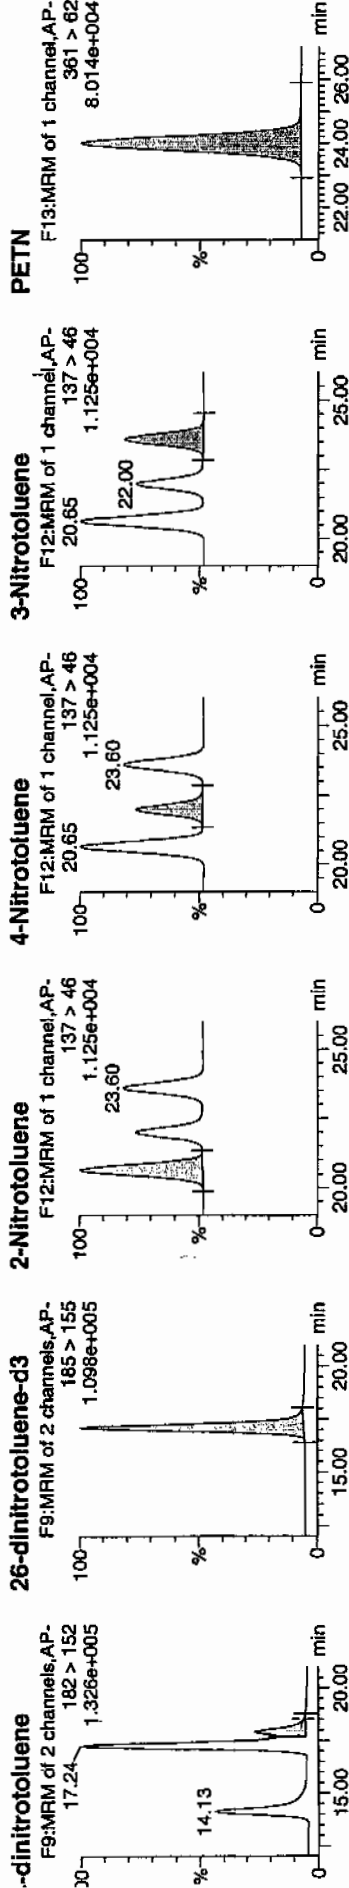 -dinitrotoluene
F9:MRM of 2 channels,AP-
182 > 152
1.326e+005
17.24
14.13
00
%
0
15.00 20.00 min
26-dinitrotoluene-d3
F9:MRM of 2 channels,AP-
185 > 155
1.098e+005
100
%
0
15.00 20.00 min
2-Nitrotoluene
F12:MRM of 1 channel,AP-
137 > 46
1.125e+004
23.60
100
%
0
20.00 25.00 min
4-Nitrotoluene
F12:MRM of 1 channel,AP-
137 > 46
1.125e+004
20.65
23.60
100
%
0
20.00 25.00 min
3-Nitrotoluene
F12:MRM of 1 channel,AP-
137 > 46
1.125e+004
20.65
22.00
100
%
0
20.00 25.00 min
PETN
F13:MRM of 1 channel,AP-
361 > 62
8.014e+004
100
%
0
22.00 24.00 26.00 min